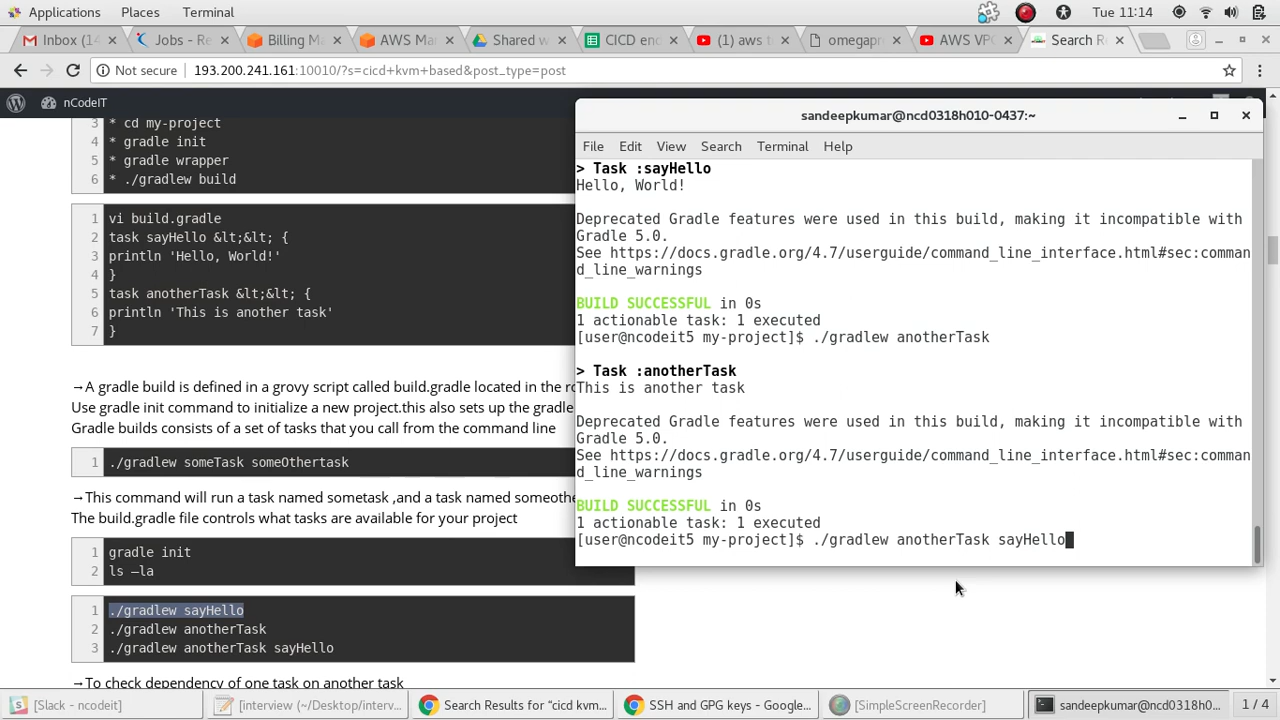 Applications Places Terminal Tue 11:14
Inbox (14 Jobs - Re Billing M AWS Ma Shared w CICD en (1) aws t omegap AWS VPC Search R
Not secure 193.200.241.161:10010/?s=cicd+kvm+based&post_type=post
nCodeIT
3 * cd my-project
4 * gradle init
5 * gradle wrapper
6 * ./gradlew build
1 vi build.gradle
2 task sayHello &lt;&lt; {
3 println 'Hello, World!'
4 }
5 task anotherTask &lt;&lt; {
6 println 'This is another task'
7 }
→A gradle build is defined in a grovy script called build.gradle located in the ro
Use gradle init command to initialize a new project.this also sets up the gradle
Gradle builds consists of a set of tasks that you call from the command line
1 ./gradlew someTask someOthertask
→This command will run a task named sometask ,and a task named someothe
The build.gradle file controls what tasks are available for your project
1 gradle init
2 ls –la
1 ./gradlew sayHello
2 ./gradlew anotherTask
3 ./gradlew anotherTask sayHello
→To check dependency of one task on another task
sandeepkumar@ncd0318h010-0437:~
File Edit View Search Terminal Help
> Task :sayHello
Hello, World!
Deprecated Gradle features were used in this build, making it incompatible with
Gradle 5.0.
See https://docs.gradle.org/4.7/userguide/command_line_interface.html#sec:comman
d_line_warnings
BUILD SUCCESSFUL in 0s
1 actionable task: 1 executed
[user@ncodeit5 my-project]$ ./gradlew anotherTask
> Task :anotherTask
This is another task
Deprecated Gradle features were used in this build, making it incompatible with
Gradle 5.0.
See https://docs.gradle.org/4.7/userguide/command_line_interface.html#sec:comman
d_line_warnings
BUILD SUCCESSFUL in 0s
1 actionable task: 1 executed
[user@ncodeit5 my-project]$ ./gradlew anotherTask sayHello
[Slack - ncodeit] [interview (~/Desktop/interv... Search Results for “cicd kvm... SSH and GPG keys - Google... [SimpleScreenRecorder] sandeepkumar@ncd0318h0... 1 / 4